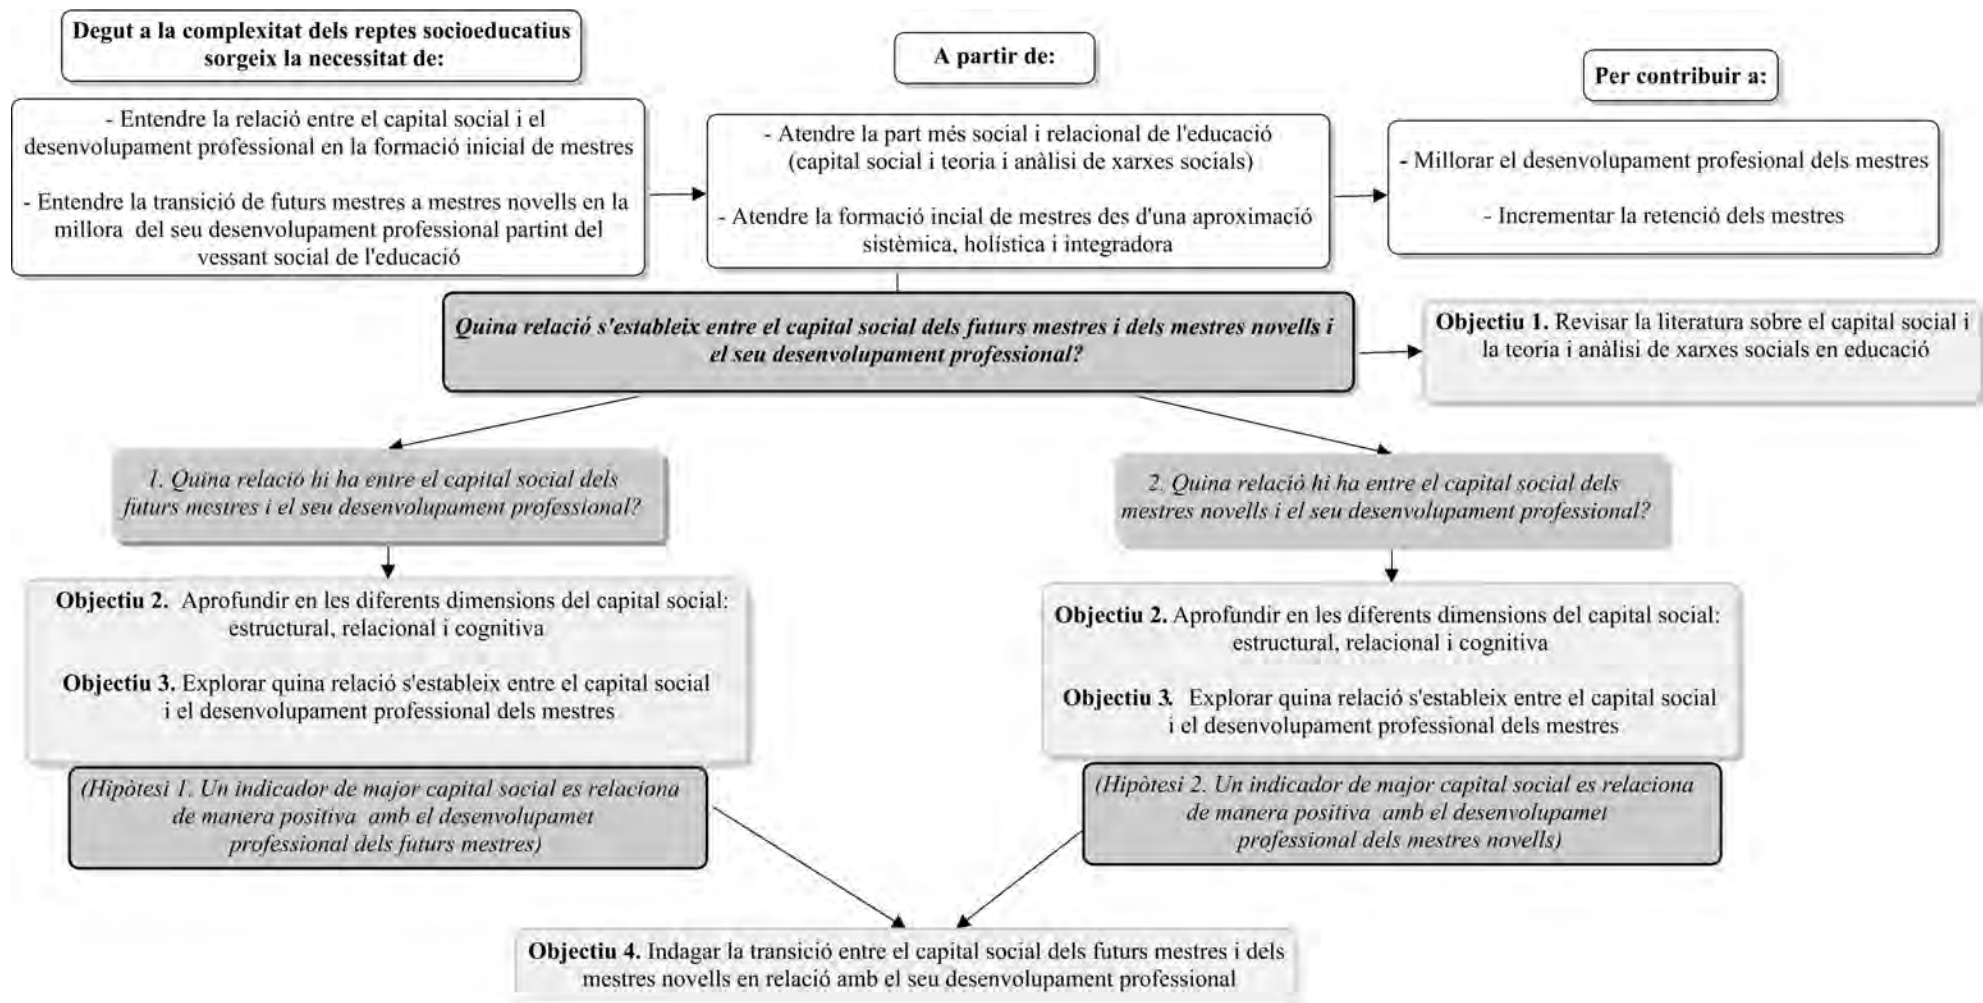 Degut a la complexitat dels reptes socioeducatius
sorgeix la necessitat de:
A partir de:
Per contribuir a:
- Entendre la relació entre el capital social i el
desenvolupament professional en la formació inicial de mestres
- Entendre la transició de futurs mestres a mestres novells en la
millora del seu desenvolupament professional partint del
vessant social de l'educació
- Atendre la part més social i relacional de l'educació
(capital social i teoria i anàlisi de xarxes socials)
- Atendre la formació incial de mestres des d'una aproximació
sistèmica, holística i integradora
- Millorar el desenvolupament profesional dels mestres
- Incrementar la retenció dels mestres
Quina relació s'estableix entre el capital social dels futurs mestres i dels mestres novells i
el seu desenvolupament professional?
Objectiu 1. Revisar la literatura sobre el capital social i
la teoria i anàlisi de xarxes socials en educació
1. Quina relació hi ha entre el capital social dels
futurs mestres i el seu desenvolupament professional?
2. Quina relació hi ha entre el capital social dels
mestres novells i el seu desenvolupament professional?
Objectiu 2. Aprofundir en les diferents dimensions del capital social:
estructural, relacional i cognitiva
Objectiu 3. Explorar quina relació s'estableix entre el capital social
i el desenvolupament professional dels mestres
Objectiu 2. Aprofundir en les diferents dimensions del capital social:
estructural, relacional i cognitiva
Objectiu 3. Explorar quina relació s'estableix entre el capital social
i el desenvolupament professional dels mestres
(Hipòtesi 1. Un indicador de major capital social es relaciona
de manera positiva amb el desenvolupamet
professional dels futurs mestres)
(Hipòtesi 2. Un indicador de major capital social es relaciona
de manera positiva amb el desenvolupamet
professional dels mestres novells)
Objectiu 4. Indagar la transició entre el capital social dels futurs mestres i dels
mestres novells en relació amb el seu desenvolupament professional